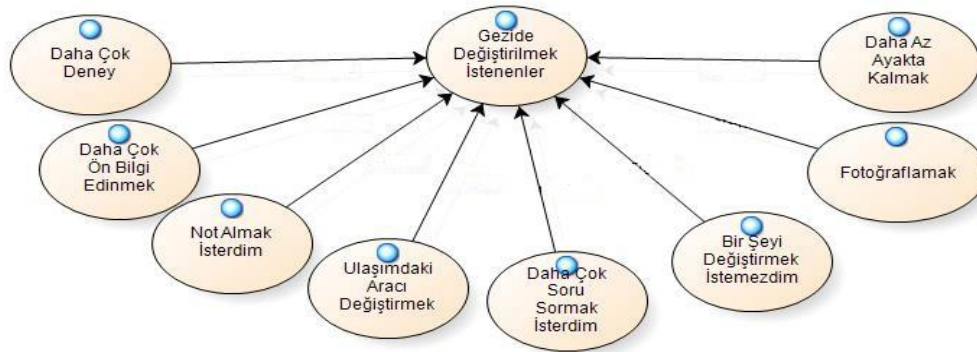 Gezide
Değiştirilmek
İstenenler
Daha Çok
Deney
Daha Az
Ayakta
Kalmak
Daha Çok
Ön Bilgi
Edinmek
Fotoğraflamak
Not Almak
İsterdim
Bir Şeyi
Değiştirmek
İstemezdim
Ulaşımdaki
Aracı
Değiştirmek
Daha Çok
Soru
Sormak
İsterdim